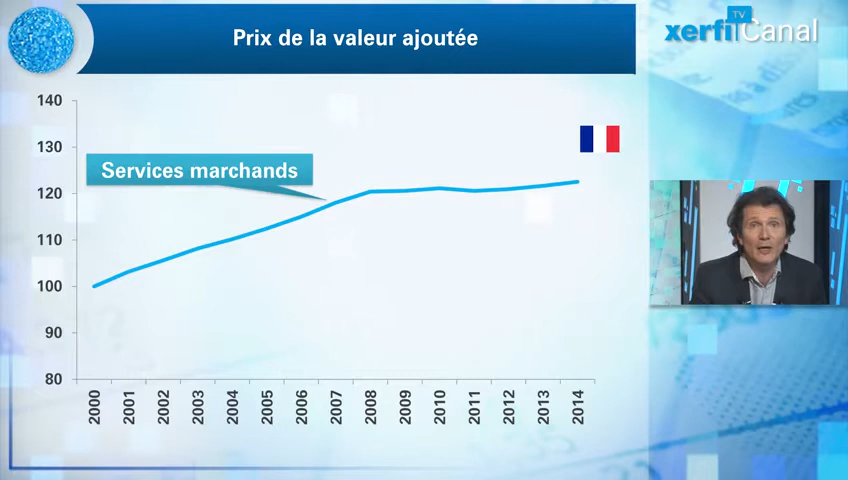 Prix de la valeur ajoutée
xerfi TV Canal
140
130
Services marchands
120
110
100
90
80
2000 2001 2002 2003 2004 2005 2006 2007 2008 2009 2010 2011 2012 2013 2014